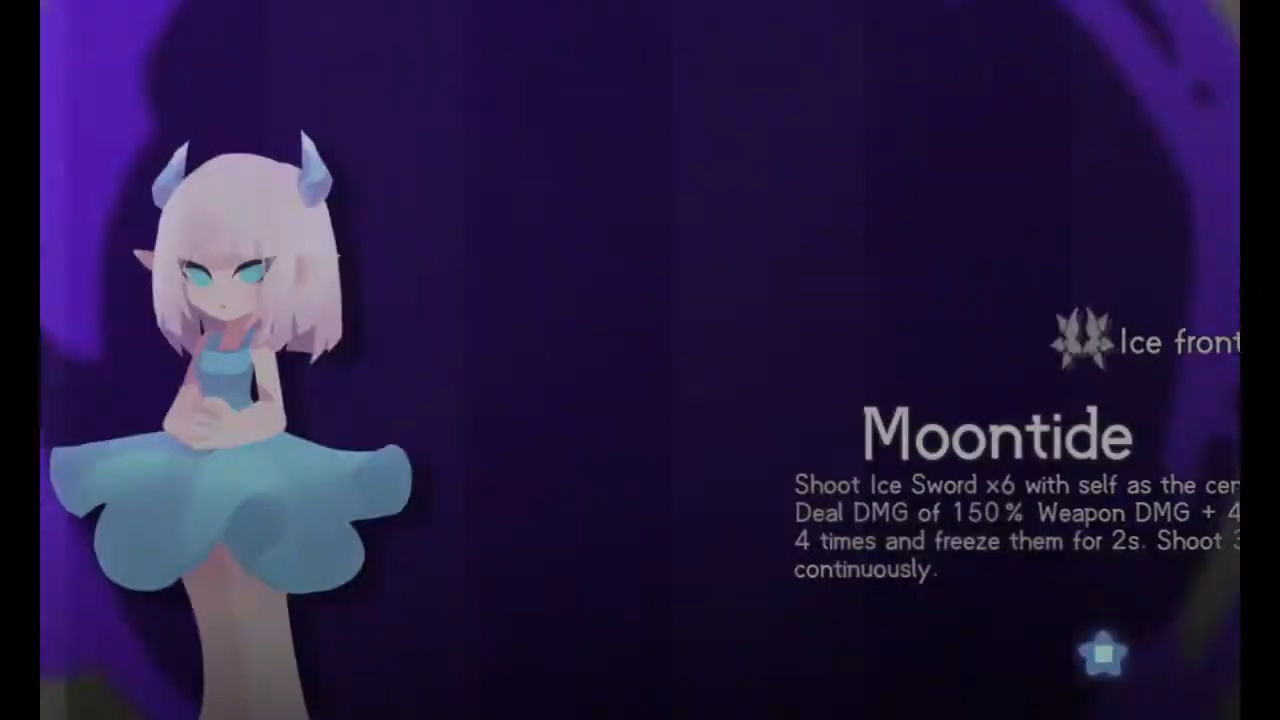 Ice front
Moontide
Shoot Ice Sword x6 with self as the cen
Deal DMG of 150% Weapon DMG + 4
4 times and freeze them for 2s. Shoot 3
continuously.